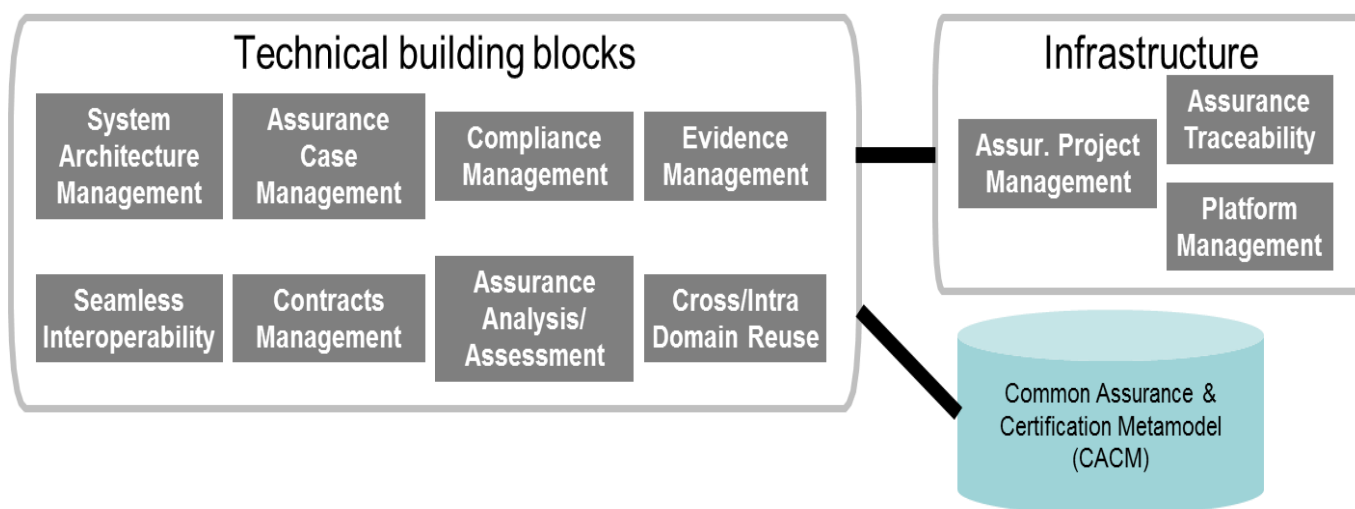 Technical building blocks
System
Architecture
Management
Assurance
Case
Management
Compliance
Management
Evidence
Management
Seamless
Interoperability
Contracts
Management
Assurance
Analysis/
Assessment
Cross/Intra
Domain Reuse
Infrastructure
Assur. Project
Management
Assurance
Traceability
Platform
Management
Common Assurance &
Certification Metamodel
(CACM)